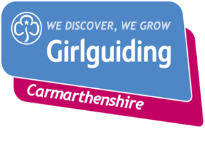 WE DISCOVER, WE GROW
Girlguiding
Carmarthenshire